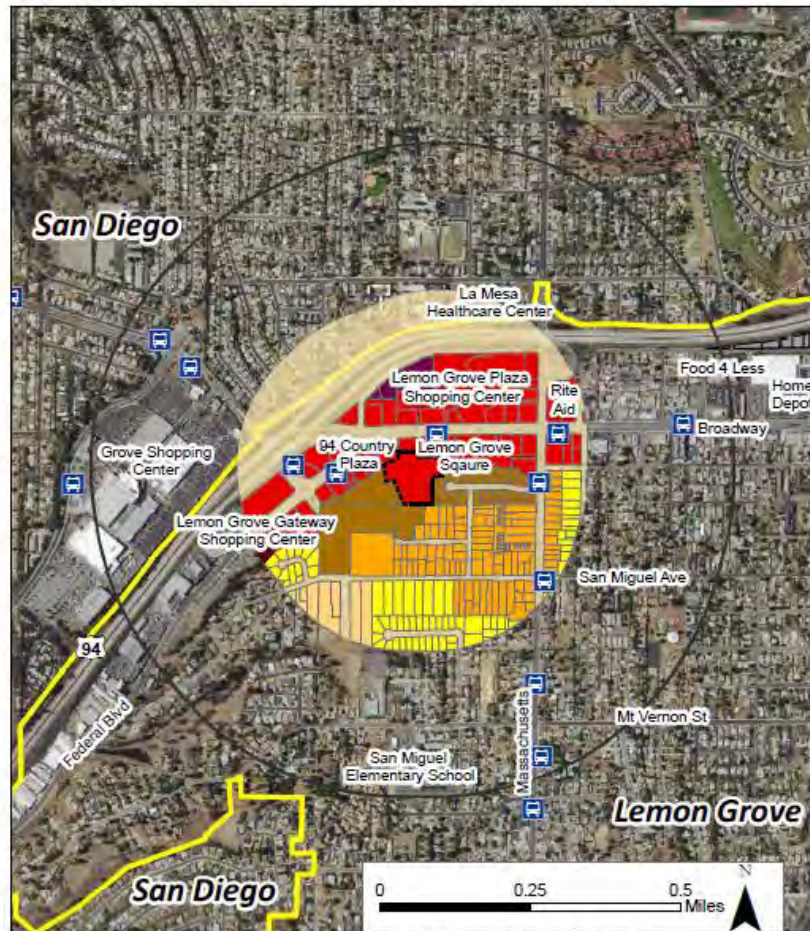 San Diego
La Mesa
Healthcare Center
Lemon Grove Plaza
Shopping Center
Rite
Aid
Food 4 Less
Home
Depot
Broadway
94 Country
Plaza
Lemon Grove
Sqaure
Grove Shopping
Center
Lemon Grove Gateway
Shopping Center
San Miguel Ave
94
Federal Blvd
Massachusetts
Mt Vernon St
San Miguel
Elementary School
Lemon Grove
San Diego
N
0 0.25 0.5
Miles